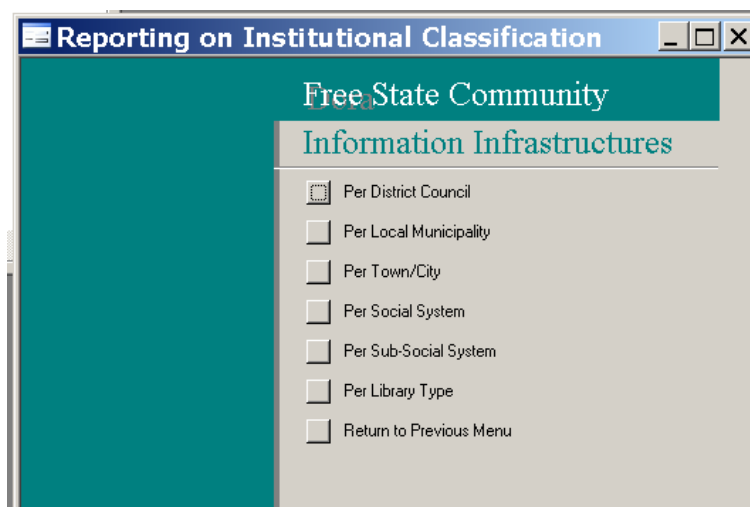 Reporting on Institutional Classification
Free State Community
Information Infrastructures
Per District Council
Per Local Municipality
Per Town/City
Per Social System
Per Sub-Social System
Per Library Type
Return to Previous Menu